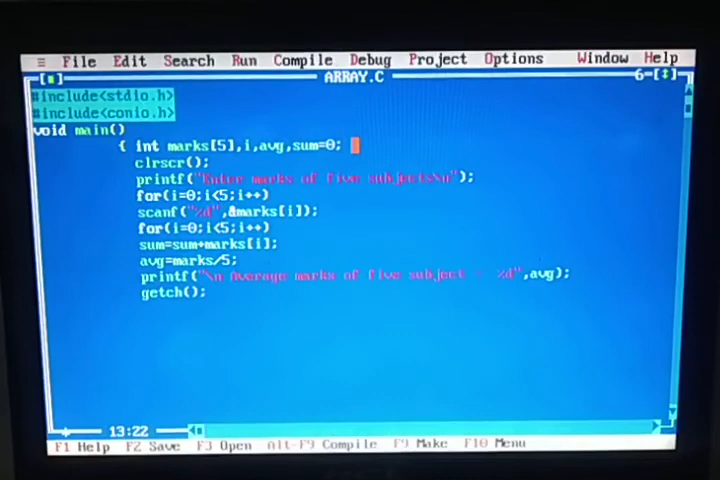 ≡ File Edit Search Run Compile Debug Project Options Window Help
[■] ARRAY.C 6=[↕]
#include<stdio.h>
#include<conio.h>
void main()
{ int marks[5],i,avg,sum=0;
clrscr();
printf("Enter marks of five subjects\n");
for(i=0;i<5;i++)
scanf("%d",&marks[i]);
for(i=0;i<5;i++)
sum=sum+marks[i];
avg=marks/5;
printf("\n Average marks of five subject = %d",avg);
getch();
13:22
F1 Help F2 Save F3 Open Alt-F9 Compile F9 Make F10 Menu